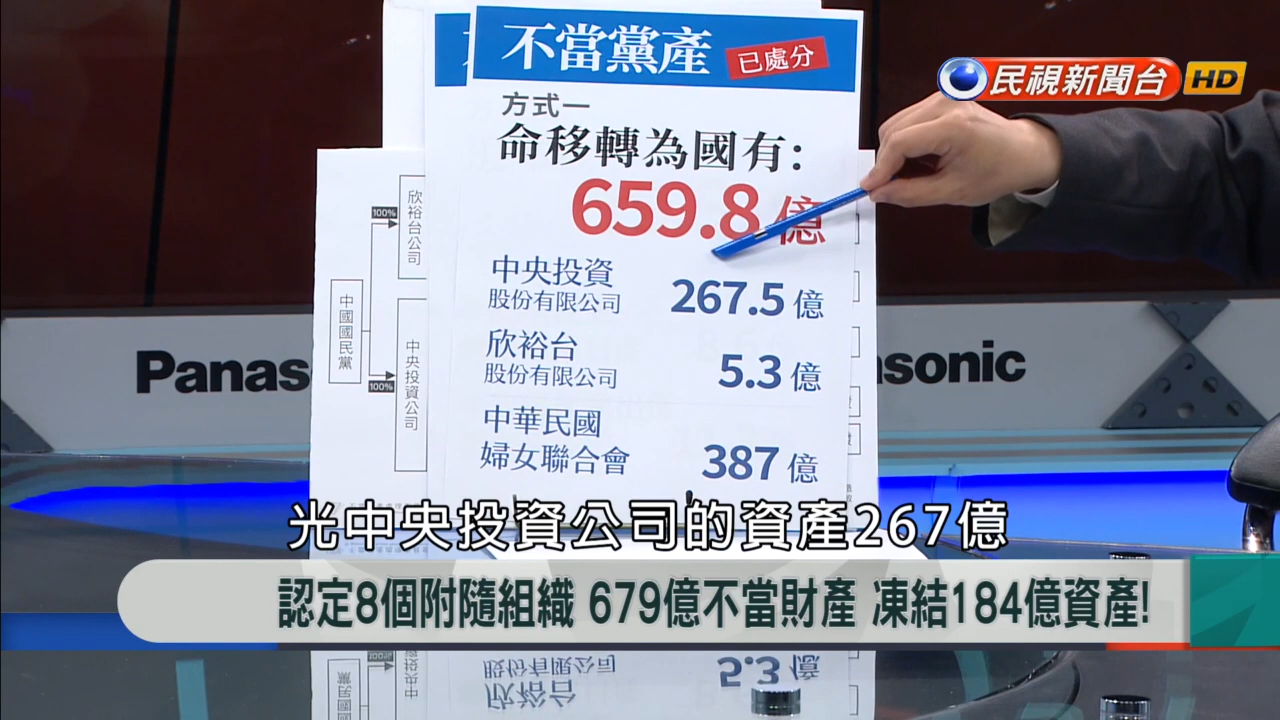 不當黨產 已處分
民視新聞台 HD
方式一
命移轉為國有:
659.8 億
中央投資
股份有限公司 267.5 億
欣裕台
股份有限公司 5.3 億
中華民國
婦女聯合會 387 億
中國國民黨
100%
欣裕台公司
100%
中央投資公司
Panas
asonic
光中央投資公司的資產267億
認定8個附隨組織 679億不當財產 凍結184億資產!